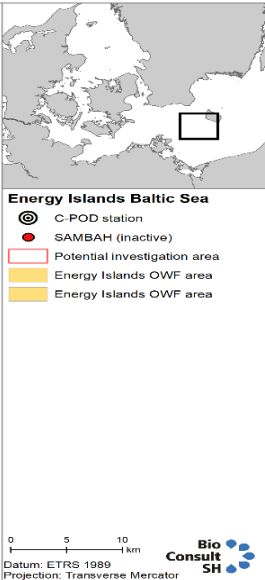 Energy Islands Baltic Sea
C-POD station
SAMBAH (inactive)
Potential investigation area
Energy Islands OWF area
Energy Islands OWF area
Bio
Consult
SH
0 5 10
km
Datum: ETRS 1989
Projection: Transverse Mercator